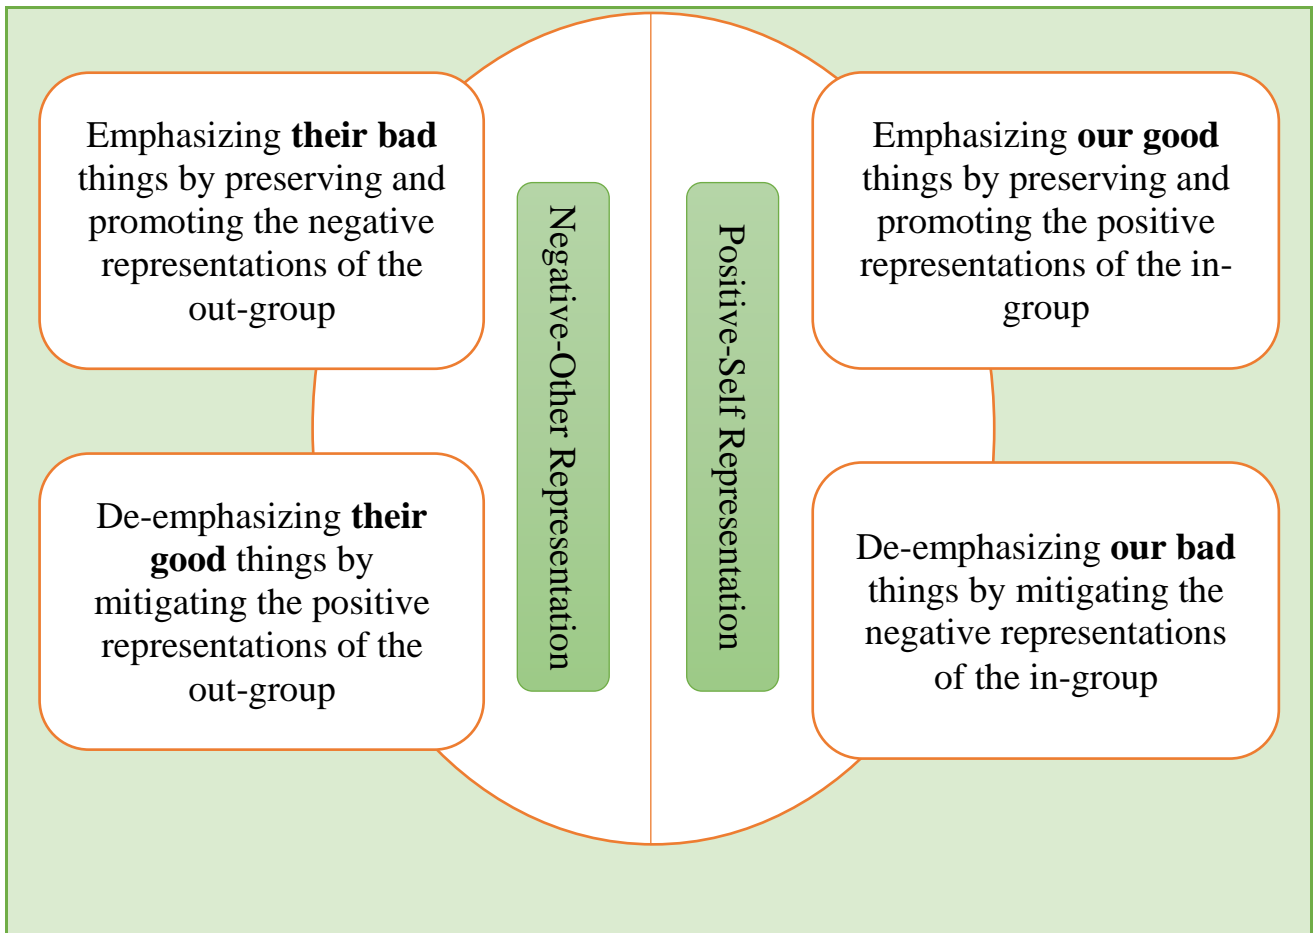 Emphasizing their bad
things by preserving and
promoting the negative
representations of the
out-group
De-emphasizing their
good things by
mitigating the positive
representations of the
out-group
Negative-Other Representation
Positive-Self Representation
Emphasizing our good
things by preserving and
promoting the positive
representations of the in-
group
De-emphasizing our bad
things by mitigating the
negative representations
of the in-group